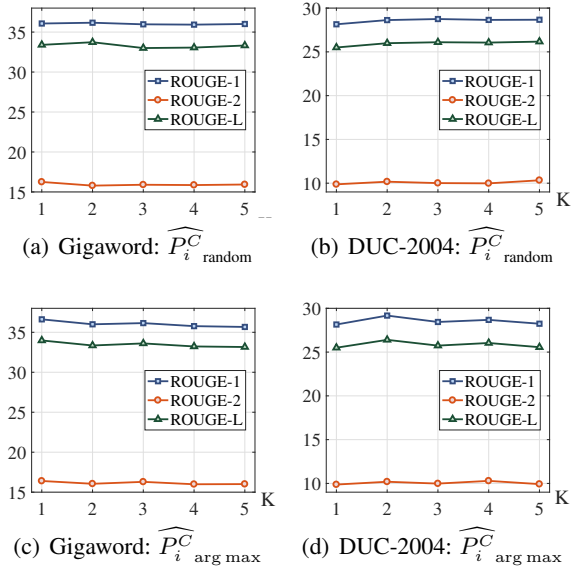 35
30
25
20
15
ROUGE-1
ROUGE-2
ROUGE-L
1 2 3 4 5
(a) Gigaword: $\widehat{P_i^C}_{\text{random}}$
30
25
20
15
10
ROUGE-1
ROUGE-2
ROUGE-L
1 2 3 4 5 K
(b) DUC-2004: $\widehat{P_i^C}_{\text{random}}$
35
30
25
20
15
ROUGE-1
ROUGE-2
ROUGE-L
1 2 3 4 5 K
(c) Gigaword: $\widehat{P_i^C}_{\arg\max}$
30
25
20
15
10
ROUGE-1
ROUGE-2
ROUGE-L
1 2 3 4 5 K
(d) DUC-2004: $\widehat{P_i^C}_{\arg\max}$